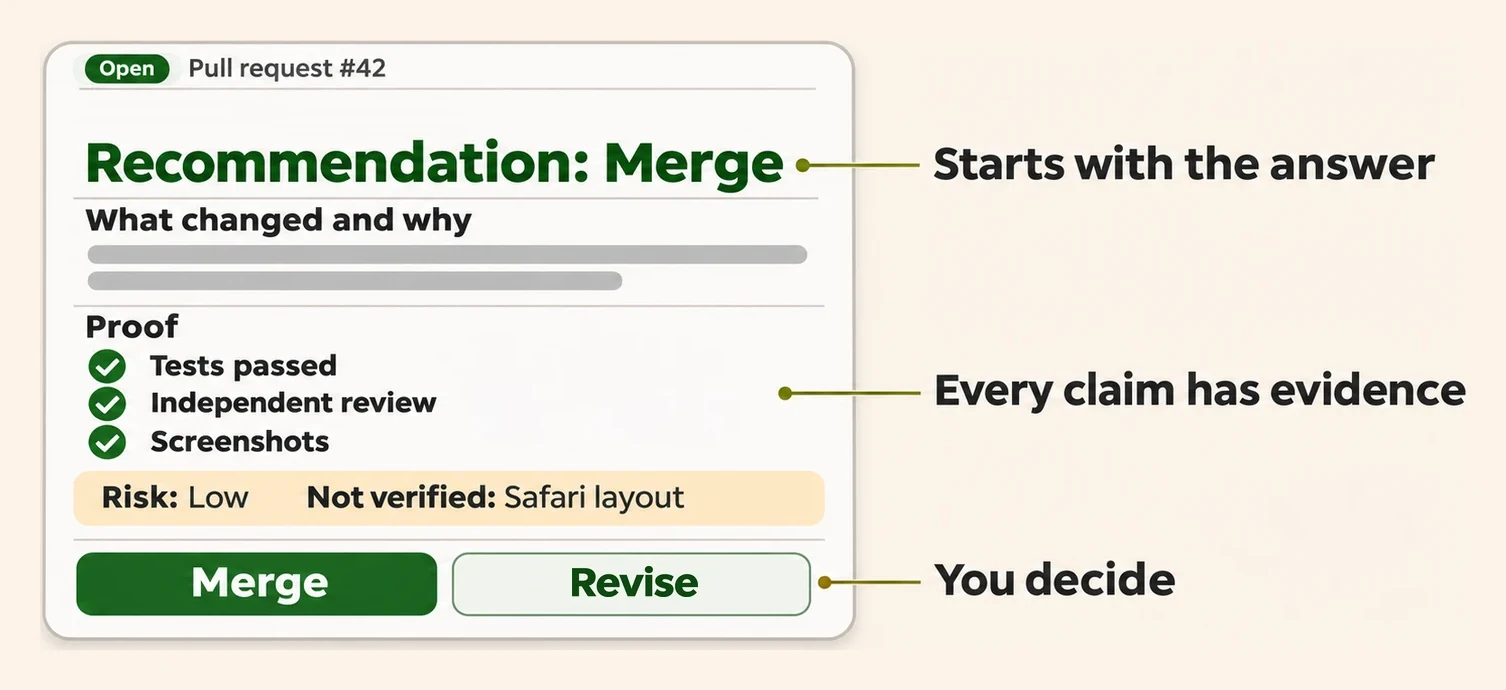 Open Pull request #42
Recommendation: Merge
Starts with the answer
What changed and why
Proof
Tests passed
Independent review
Screenshots
Every claim has evidence
Risk: Low Not verified: Safari layout
Merge Revise
You decide